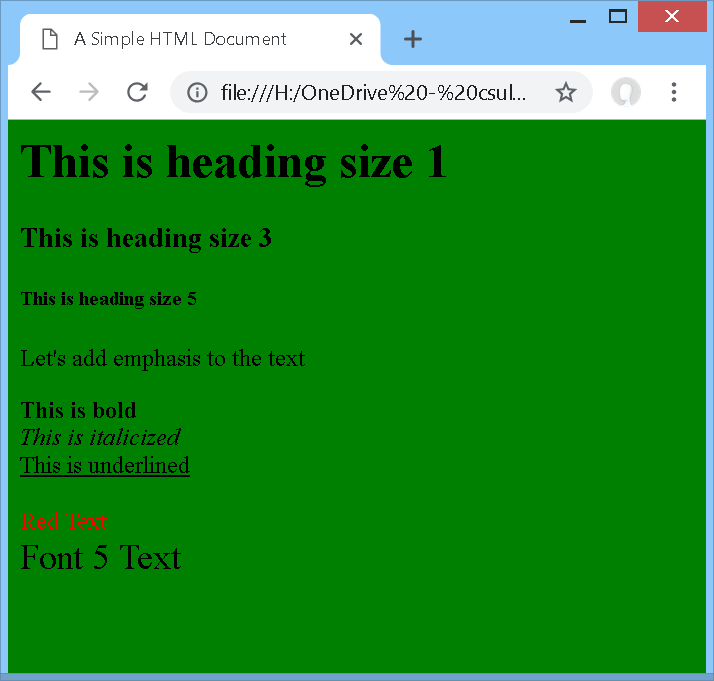 A Simple HTML Document
file:///H:/OneDrive%20-%20csul...
This is heading size 1
This is heading size 3
This is heading size 5
Let's add emphasis to the text
This is bold
This is italicized
This is underlined
Red Text
Font 5 Text